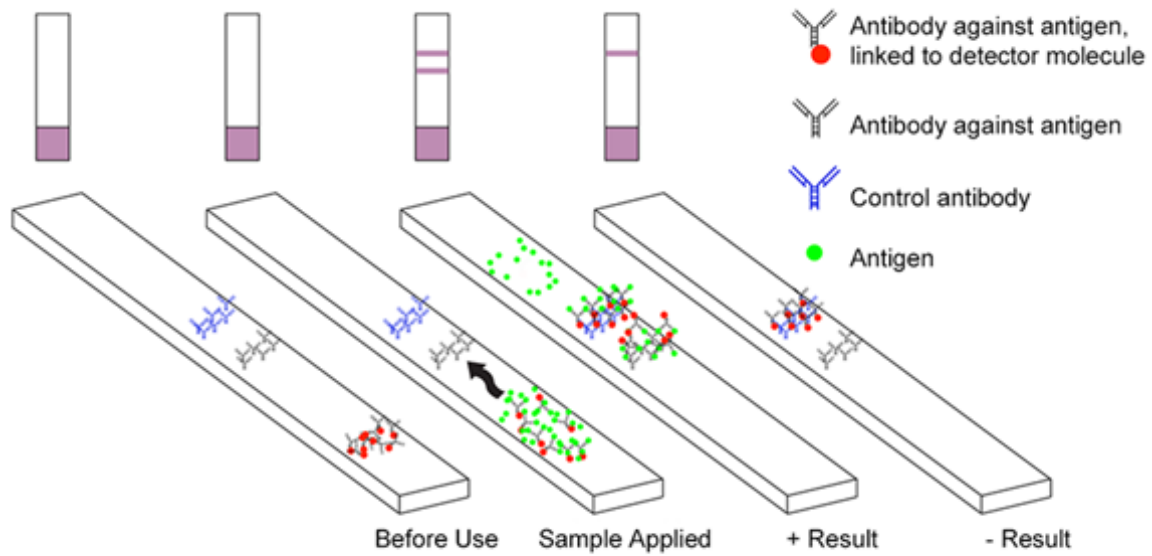 Antibody against antigen,
linked to detector molecule
Antibody against antigen
Control antibody
Antigen
Before Use
Sample Applied
+ Result
- Result